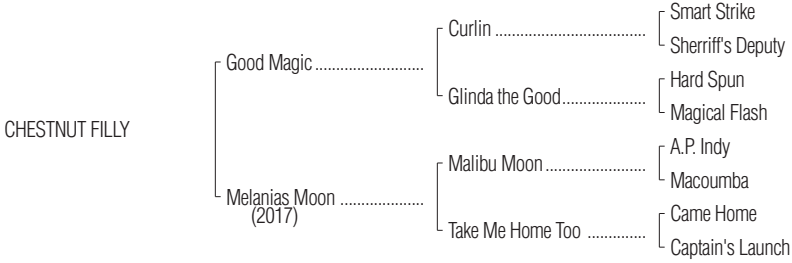 Smart Strike
Curlin ....................................
Sherriff's Deputy
Good Magic ..........................
Hard Spun
Glinda the Good....................
Magical Flash
CHESTNUT FILLY
A.P. Indy
Malibu Moon ........................
Macoumba
Melanias Moon ....................
(2017)
Came Home
Take Me Home Too ..............
Captain's Launch